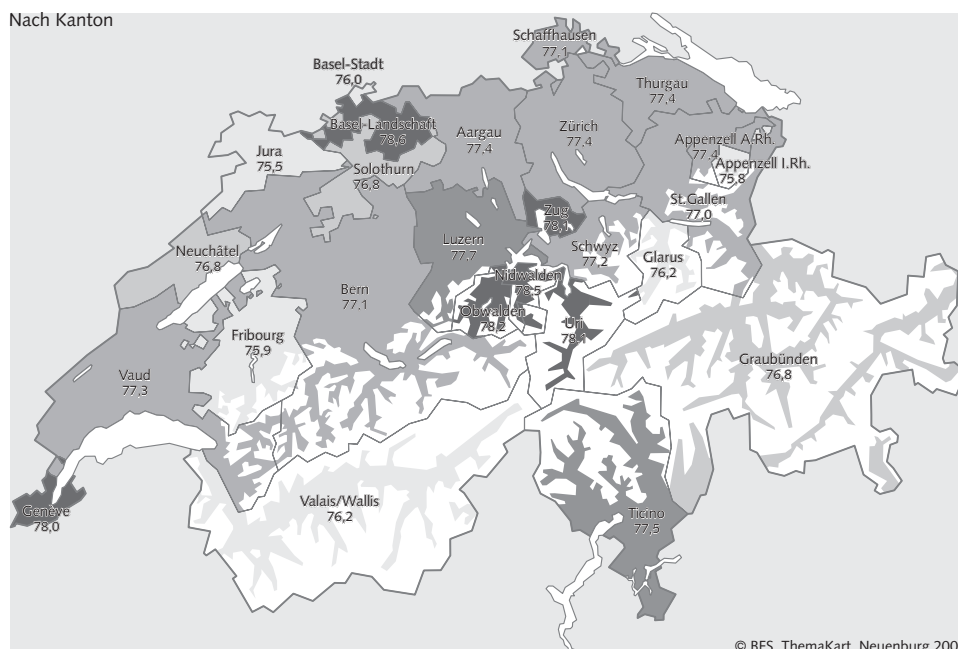 Nach Kanton
Schaffhausen
77,1
Basel-Stadt
76,0
Thurgau
77,4
Basel-Landschaft
78,6
Aargau
77,4
Zürich
77,4
Appenzell A.Rh.
77,4
Appenzell I.Rh.
75,8
Jura
75,5
Solothurn
76,8
St.Gallen
77,0
Zug
78,1
Luzern
77,7
Schwyz
77,2
Glarus
76,2
Neuchâtel
76,8
Nidwalden
78,5
Bern
77,1
Obwalden
78,2
Uri
78,1
Fribourg
75,9
Graubünden
76,8
Vaud
77,3
Valais/Wallis
76,2
Genève
78,0
Ticino
77,5
© BFS, ThemaKart, Neuenburg 200